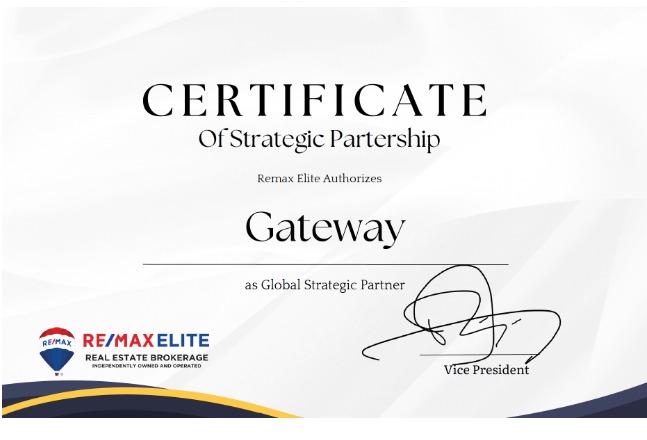 CERTIFICATE
Of Strategic Partership
Remax Elite Authorizes
Gateway
as Global Strategic Partner
RE/MAX
RE/MAX ELITE
REAL ESTATE BROKERAGE
INDEPENDENTLY OWNED AND OPERATED
Vice President